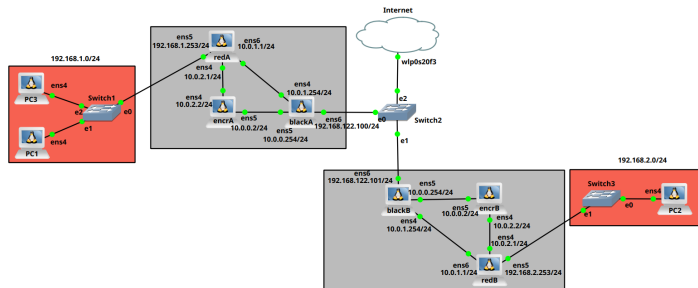 Internet
wlp0s20f3
e2
e0
Switch2
e1
192.168.1.0/24
ens4
PC3
Switch1
e2
e0
e1
PC1
ens4
ens5
192.168.1.253/24
ens6
10.0.1.1/24
redA
ens4
10.0.2.1/24
ens4
10.0.2.2/24
encrA
ens5
10.0.0.2/24
ens4
10.0.1.254/24
blackA
ens5
10.0.0.254/24
ens6
192.168.122.100/24
ens6
192.168.122.101/24
blackB
ens5
10.0.0.254/24
ens4
10.0.1.254/24
encrB
ens5
10.0.0.2/24
ens4
10.0.2.2/24
ens4
10.0.2.1/24
ens6
10.0.1.1/24
redB
ens5
192.168.2.253/24
192.168.2.0/24
Switch3
e1
e0
ens4
PC2